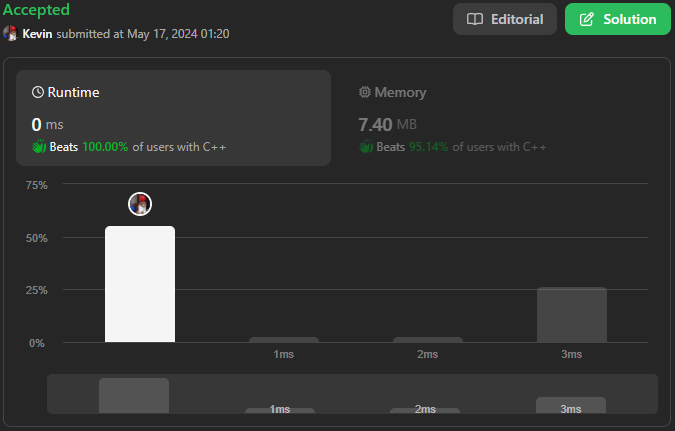 Accepted
Kevin submitted at May 17, 2024 01:20
Editorial
Solution
Runtime
0 ms
Beats 100.00% of users with C++
Memory
7.40 MB
Beats 95.14% of users with C++
75%
50%
25%
0%
1ms 2ms 3ms
1ms 2ms 3ms